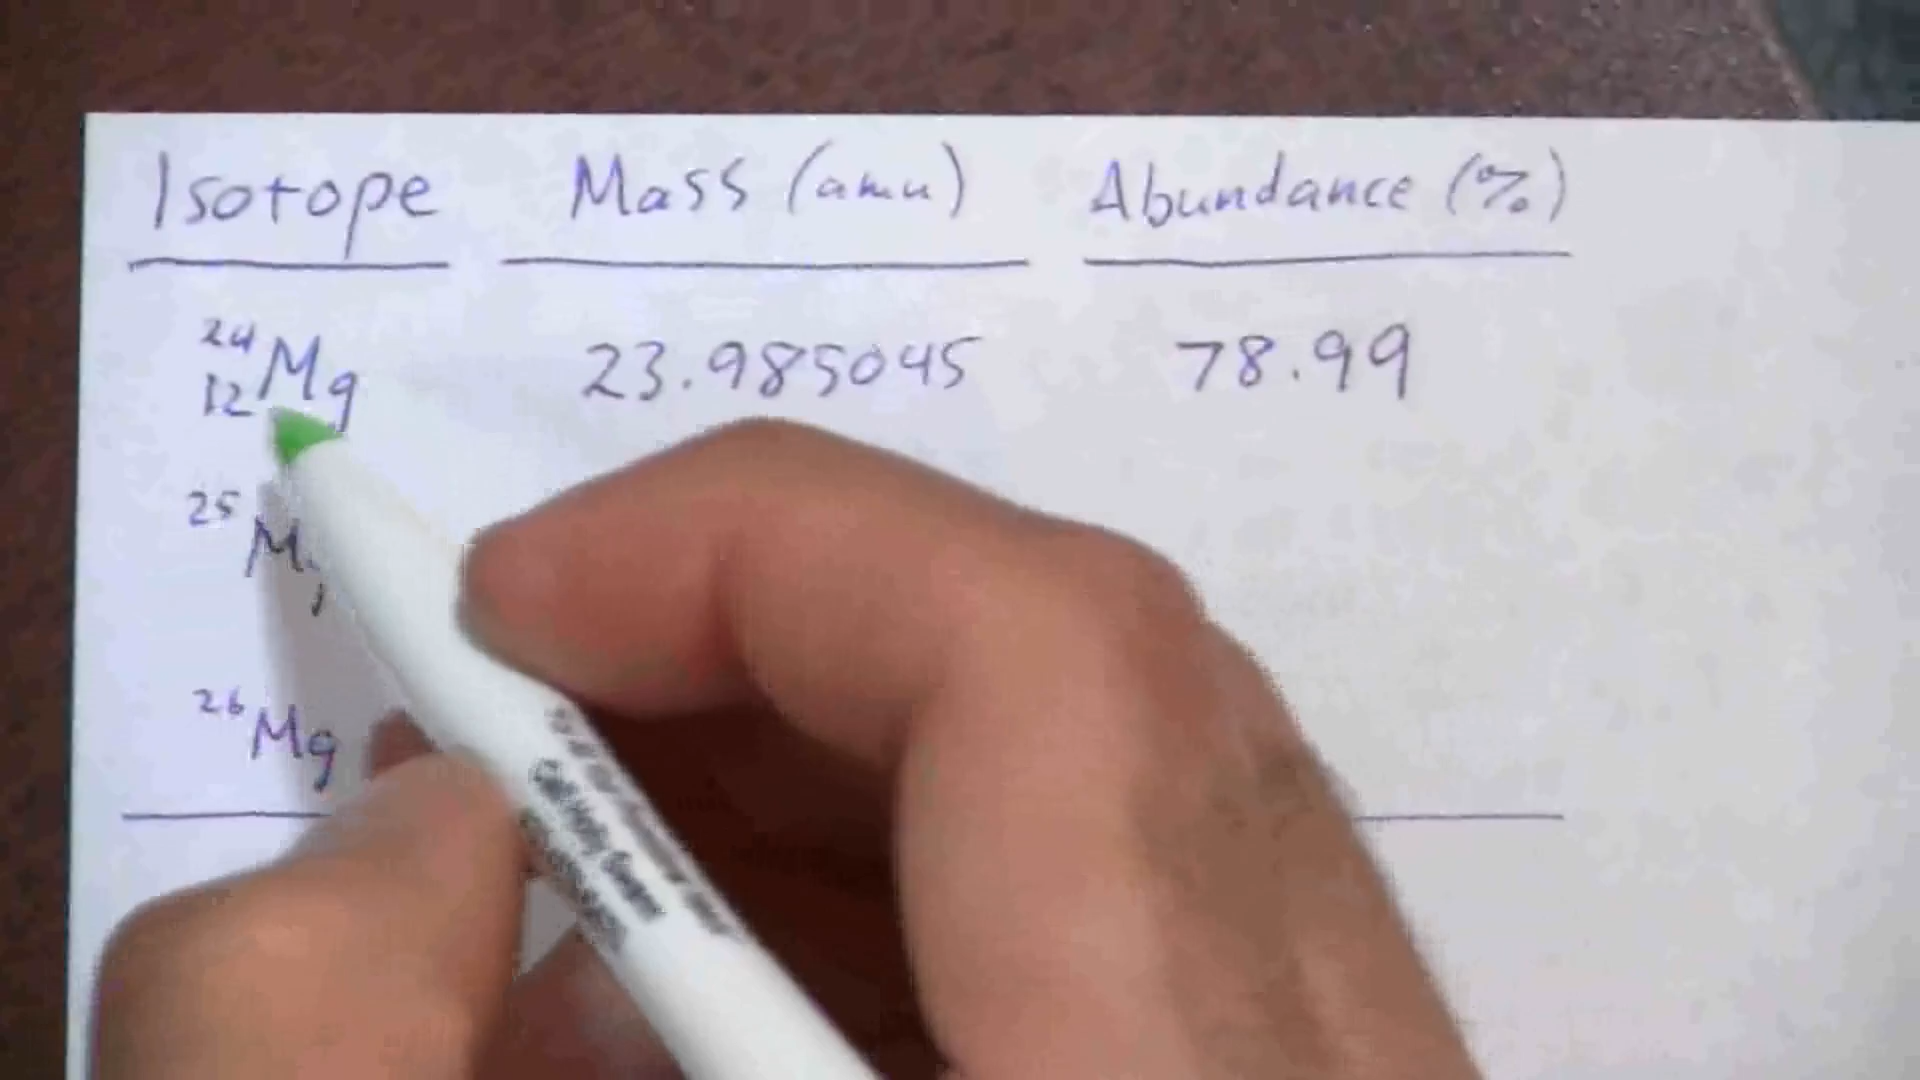 Isotope Mass (amu) Abundance (%)
24
12 Mg 23.985045 78.99
25
Mg
26
Mg